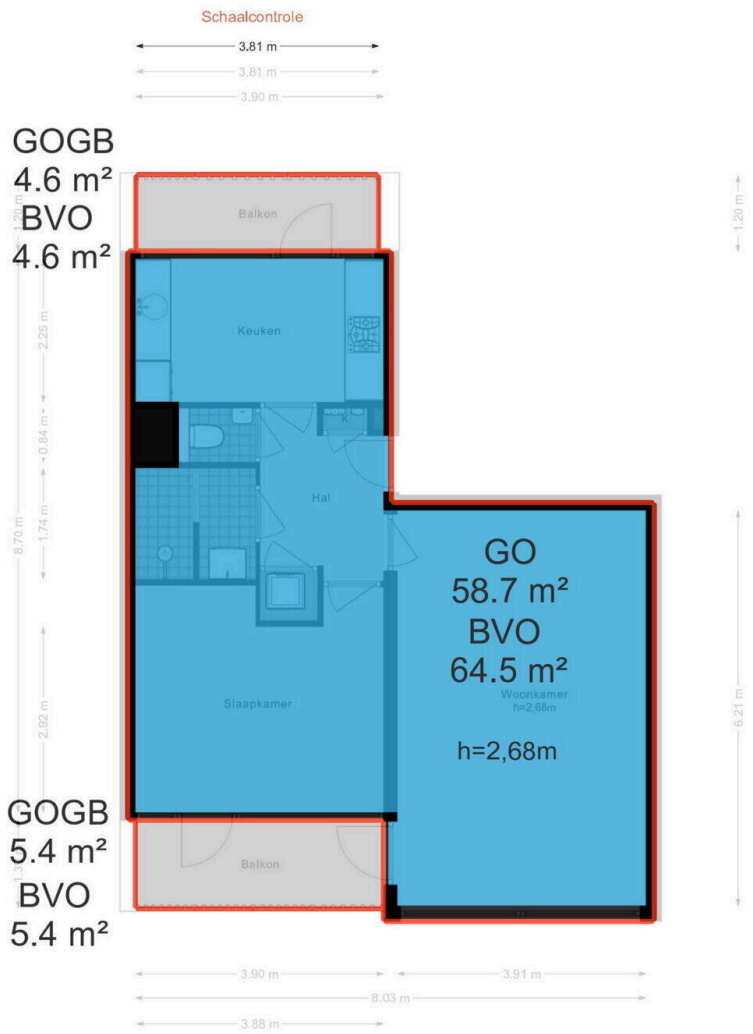 Schaalcontrole
3.81 m
3.81 m
3.90 m
GOGB
4.6 m²
BVO
4.6 m²
1.20 m
1.20 m
Balkon
Keuken
2.25 m
0.84 m
K
Hal
1.74 m
8.70 m
GO
58.7 m²
BVO
64.5 m²
Woonkamer
h=2,68m
h=2,68m
Slaapkamer
2.92 m
6.21 m
GOGB
5.4 m²
BVO
5.4 m²
Balkon
3.90 m
3.91 m
8.03 m
3.88 m